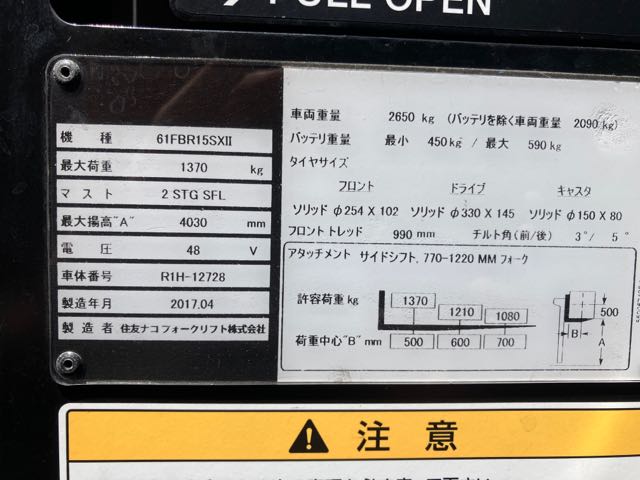 PULL OPEN
機種 61FBR15SXII
最大荷重 1370 kg
マスト 2 STG SFL
最大揚高"A" 4030 mm
電圧 48 V
車体番号 R1H-12728
製造年月 2017.04
製造者 住友ナコフォークリフト株式会社
車両重量 2650 kg (バッテリを除く車両重量 2090 kg)
バッテリ重量 最小 450 kg / 最大 590 kg
タイヤサイズ
フロント ドライブ キャスタ
ソリッド φ254 X 102 ソリッド φ330 X 145 ソリッド φ150 X 80
フロントトレッド 990 mm チルト角(前/後) 3°/ 5°
アタッチメント サイドシフト, 770-1220 MM フォーク
許容荷重 kg 1370 1210 1080
荷重中心"B" mm 500 600 700
500
B
A
注意